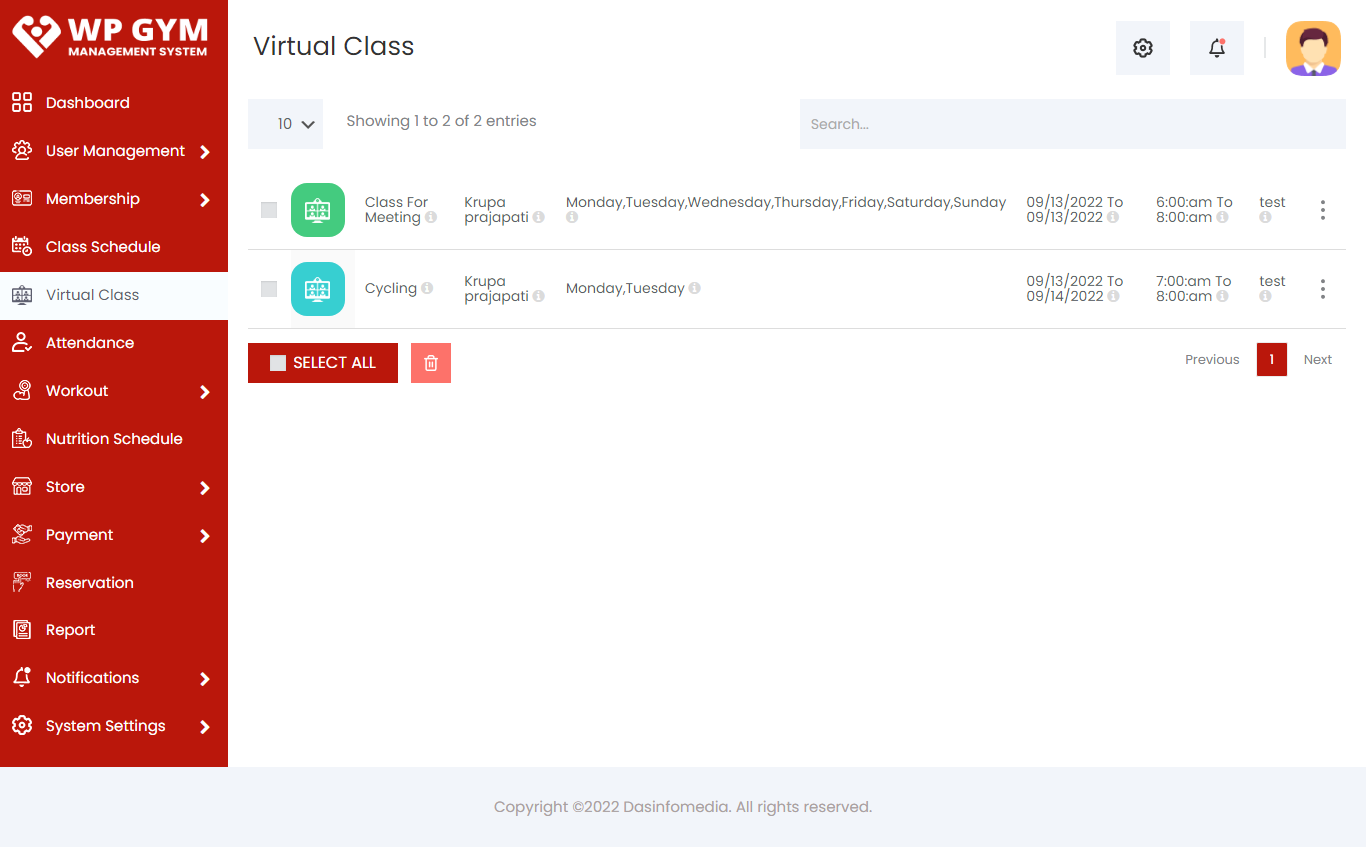 WP GYM
MANAGEMENT SYSTEM
Dashboard
User Management
Membership
Class Schedule
Virtual Class
Attendance
Workout
Nutrition Schedule
Store
Payment
Reservation
Report
Notifications
System Settings
Virtual Class
10
Showing 1 to 2 of 2 entries
Search...
Class For
Meeting
Krupa
prajapati
Monday,Tuesday,Wednesday,Thursday,Friday,Saturday,Sunday
09/13/2022 To
09/13/2022
6:00:am To
8:00:am
test
Cycling
Krupa
prajapati
Monday,Tuesday
09/13/2022 To
09/14/2022
7:00:am To
8:00:am
test
SELECT ALL
Previous
1
Next
Copyright ©2022 Dasinfomedia. All rights reserved.